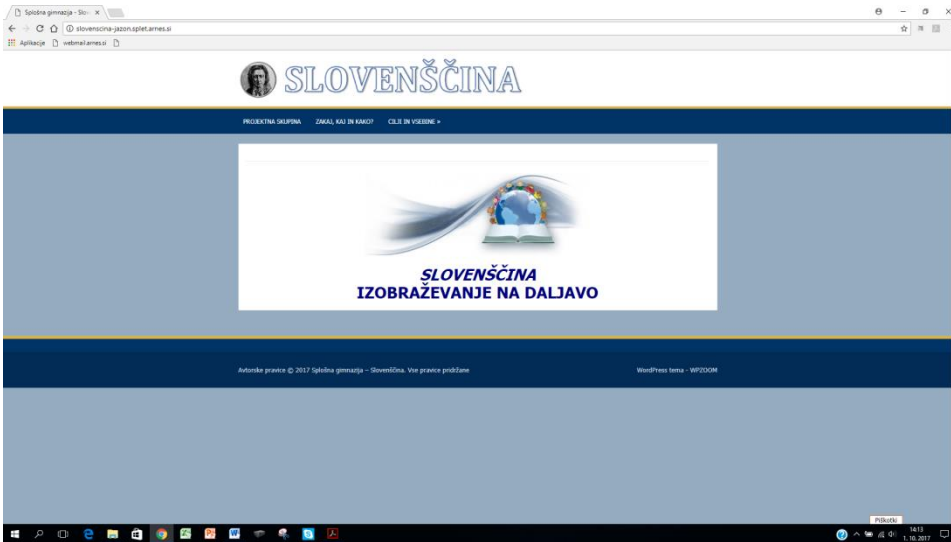 Splošna gimnazija – Slov
slovenscina-jazon.splet.arnes.si
Aplikacije webmail.arnes.si
SLOVENŠČINA
PROJEKTNA SKUPINA ZAKAJ, KAJ IN KAKO? CILJI IN VSEBINE »
SLOVENŠČINA
IZOBRAŽEVANJE NA DALJAVO
Avtorske pravice © 2017 Splošna gimnazija – Slovenščina. Vse pravice pridržane WordPress tema - WPZOOM
Piškotki
14:13
1. 10. 2017